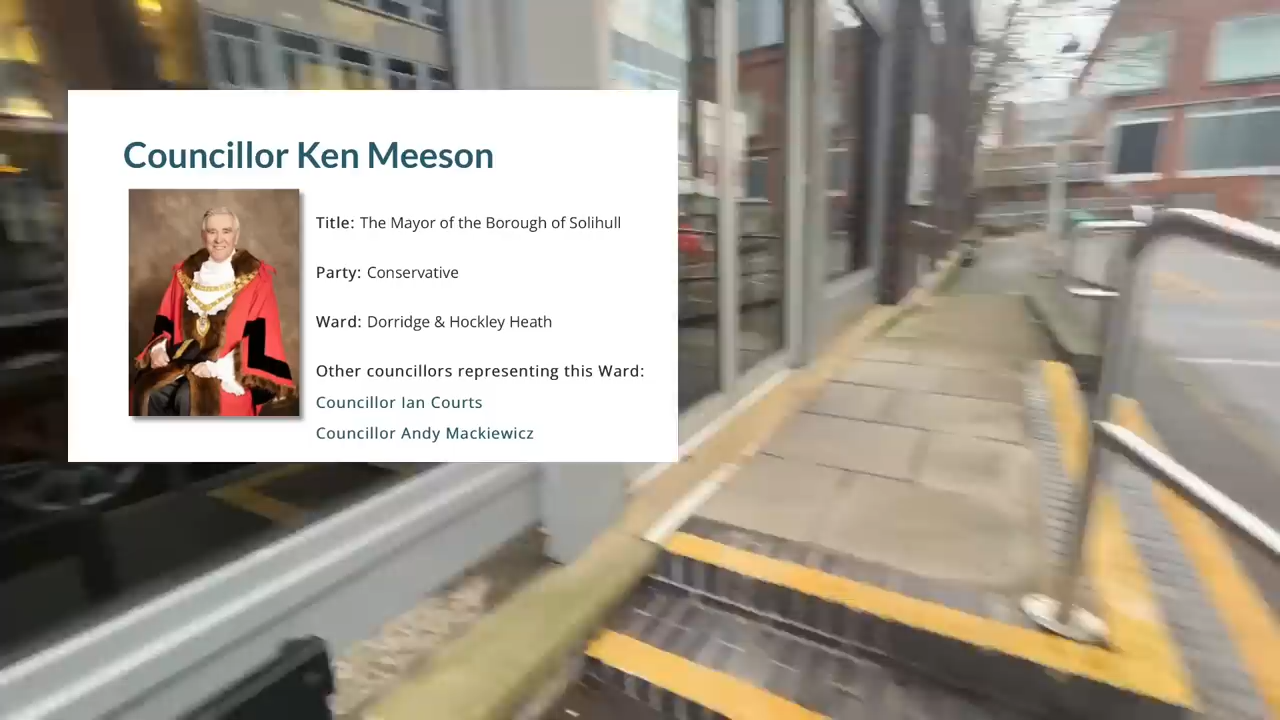 Councillor Ken Meeson
Title: The Mayor of the Borough of Solihull
Party: Conservative
Ward: Dorridge & Hockley Heath
Other councillors representing this Ward:
Councillor Ian Courts
Councillor Andy Mackiewicz